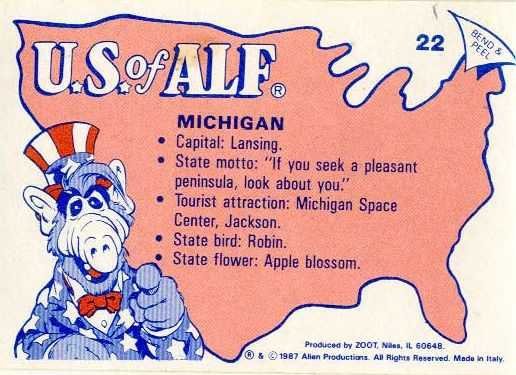 22
BEND &
PEEL
U.S. of ALF ®
MICHIGAN
• Capital: Lansing.
• State motto: "If you seek a pleasant
peninsula, look about you."
• Tourist attraction: Michigan Space
Center, Jackson.
• State bird: Robin.
• State flower: Apple blossom.
Produced by ZOOT, Niles, IL 60648.
® & © 1987 Alien Productions. All Rights Reserved. Made in Italy.